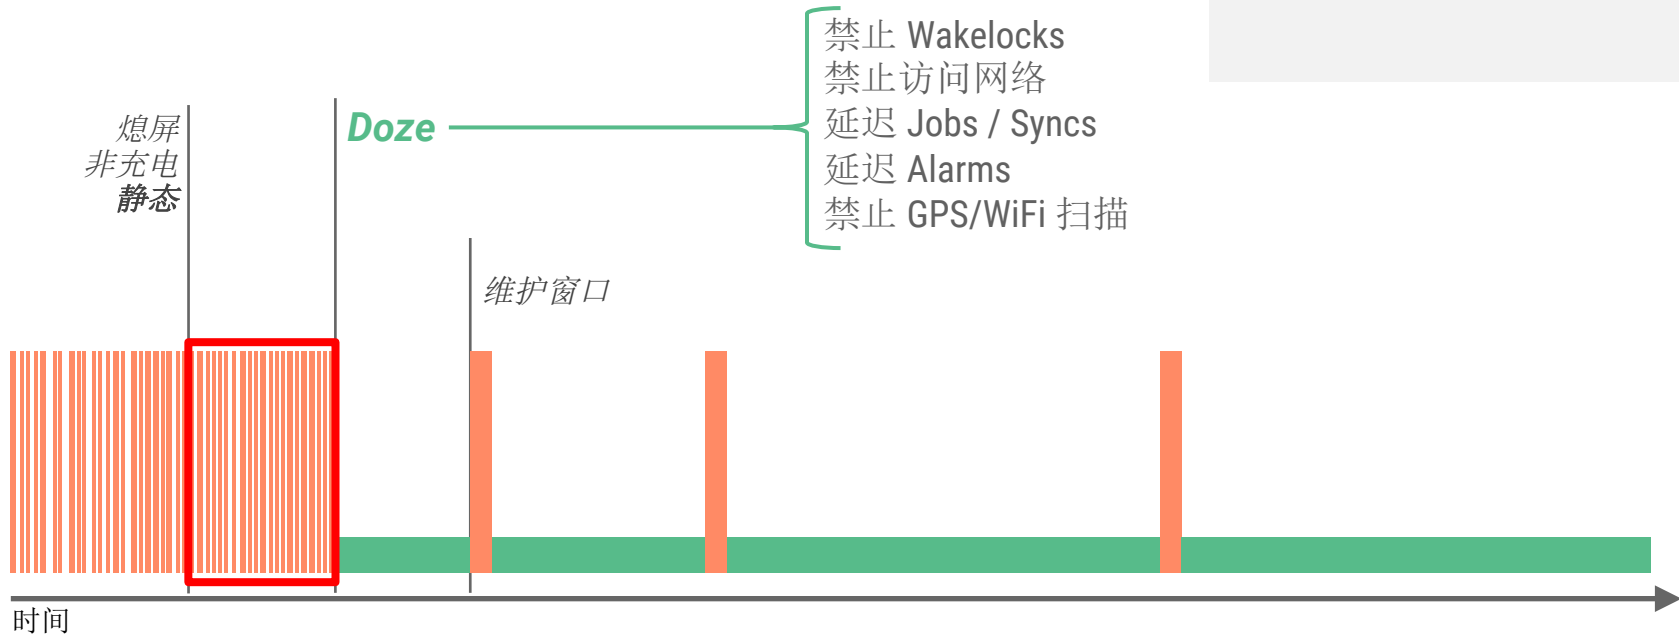 禁止 Wakelocks
禁止访问网络
延迟 Jobs / Syncs
延迟 Alarms
禁止 GPS/WiFi 扫描
熄屏
非充电
静态
Doze
维护窗口
时间